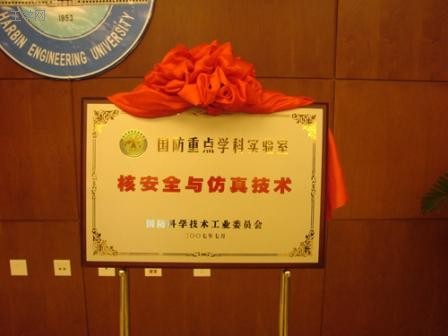 1953
HARBIN ENGINEERING UNIVERSITY
国防重点学科实验室
核安全与仿真技术
国防科学技术工业委员会
二〇〇七年七月